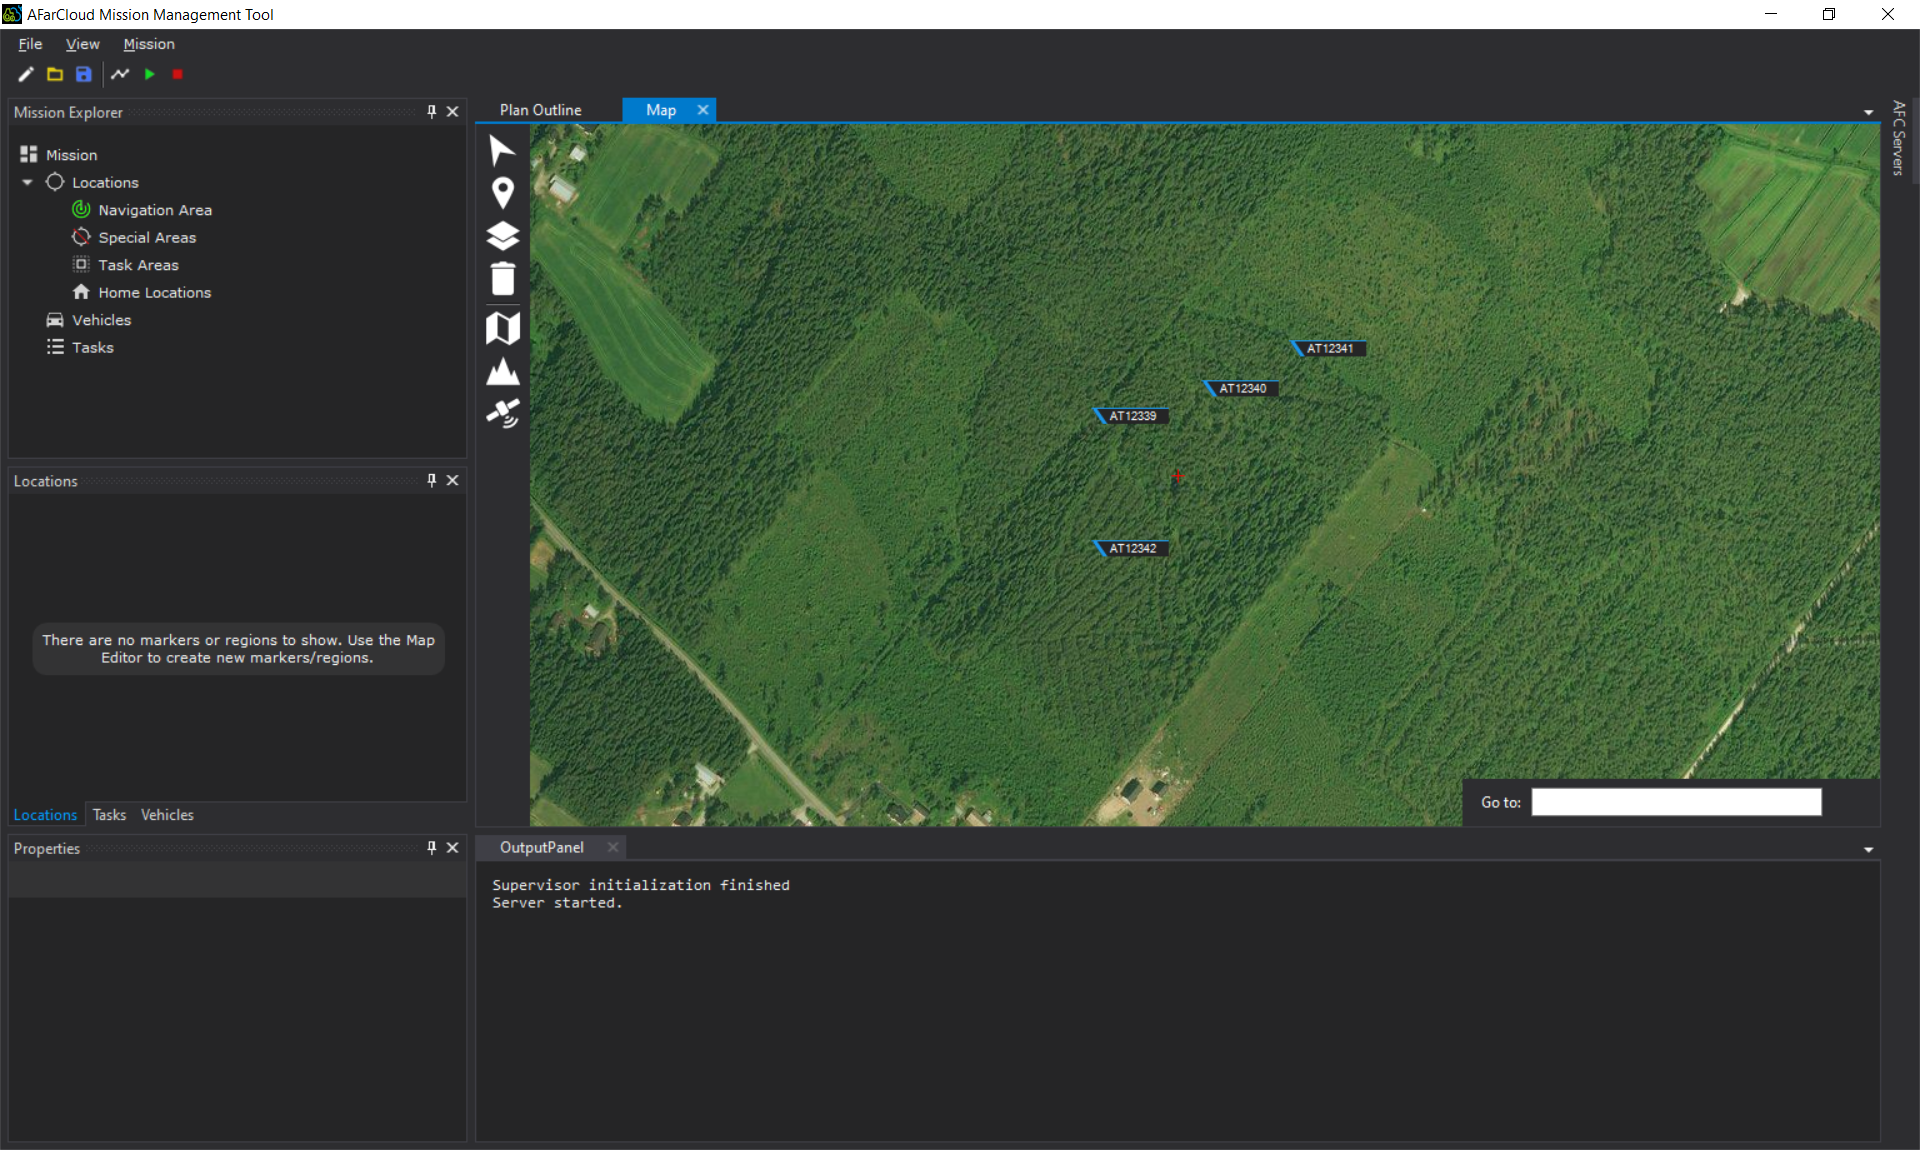 AFarCloud Mission Management Tool
File View Mission
Mission Explorer
Mission
Locations
Navigation Area
Special Areas
Task Areas
Home Locations
Vehicles
Tasks
Locations
There are no markers or regions to show. Use the Map
Editor to create new markers/regions.
Locations Tasks Vehicles
Properties
Plan Outline Map
AT12341
AT12340
AT12339
AT12342
Go to:
AFC Servers
OutputPanel
Supervisor initialization finished
Server started.